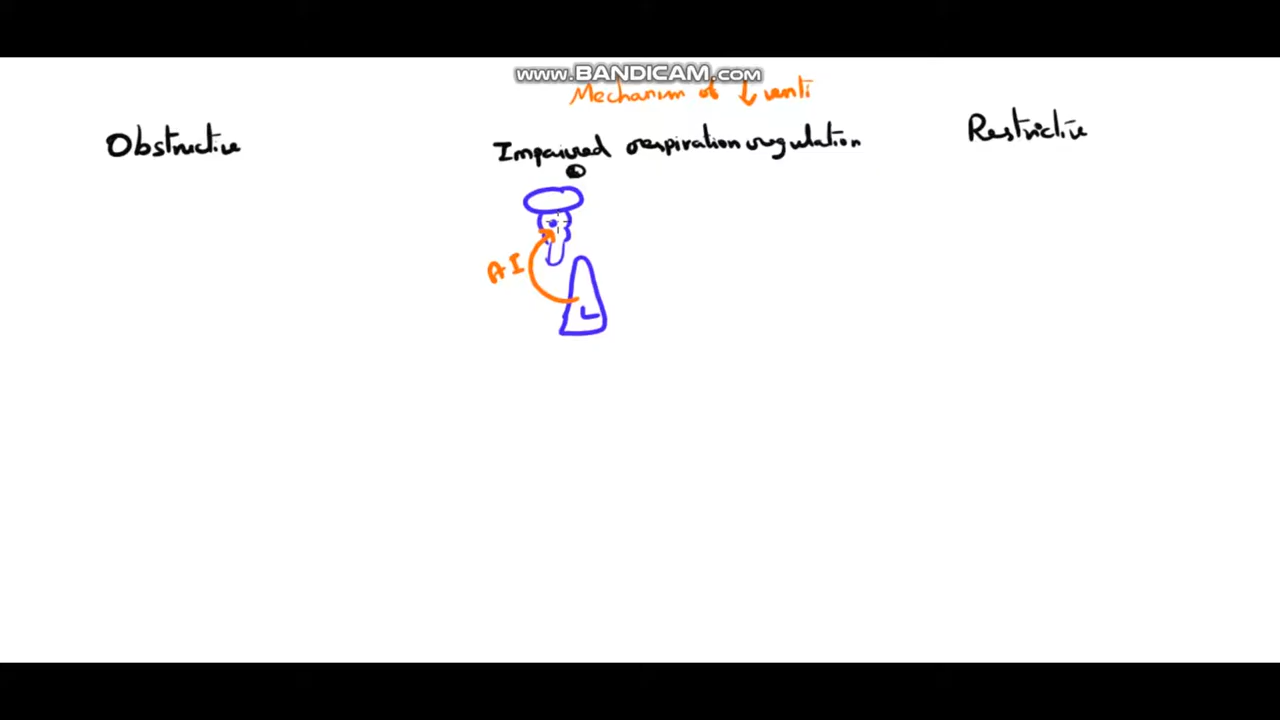 www.BANDICAM.com
Mechanism of ↓ venti
Obstructive
Impaired respiration regulation
Restrictive
AI
L